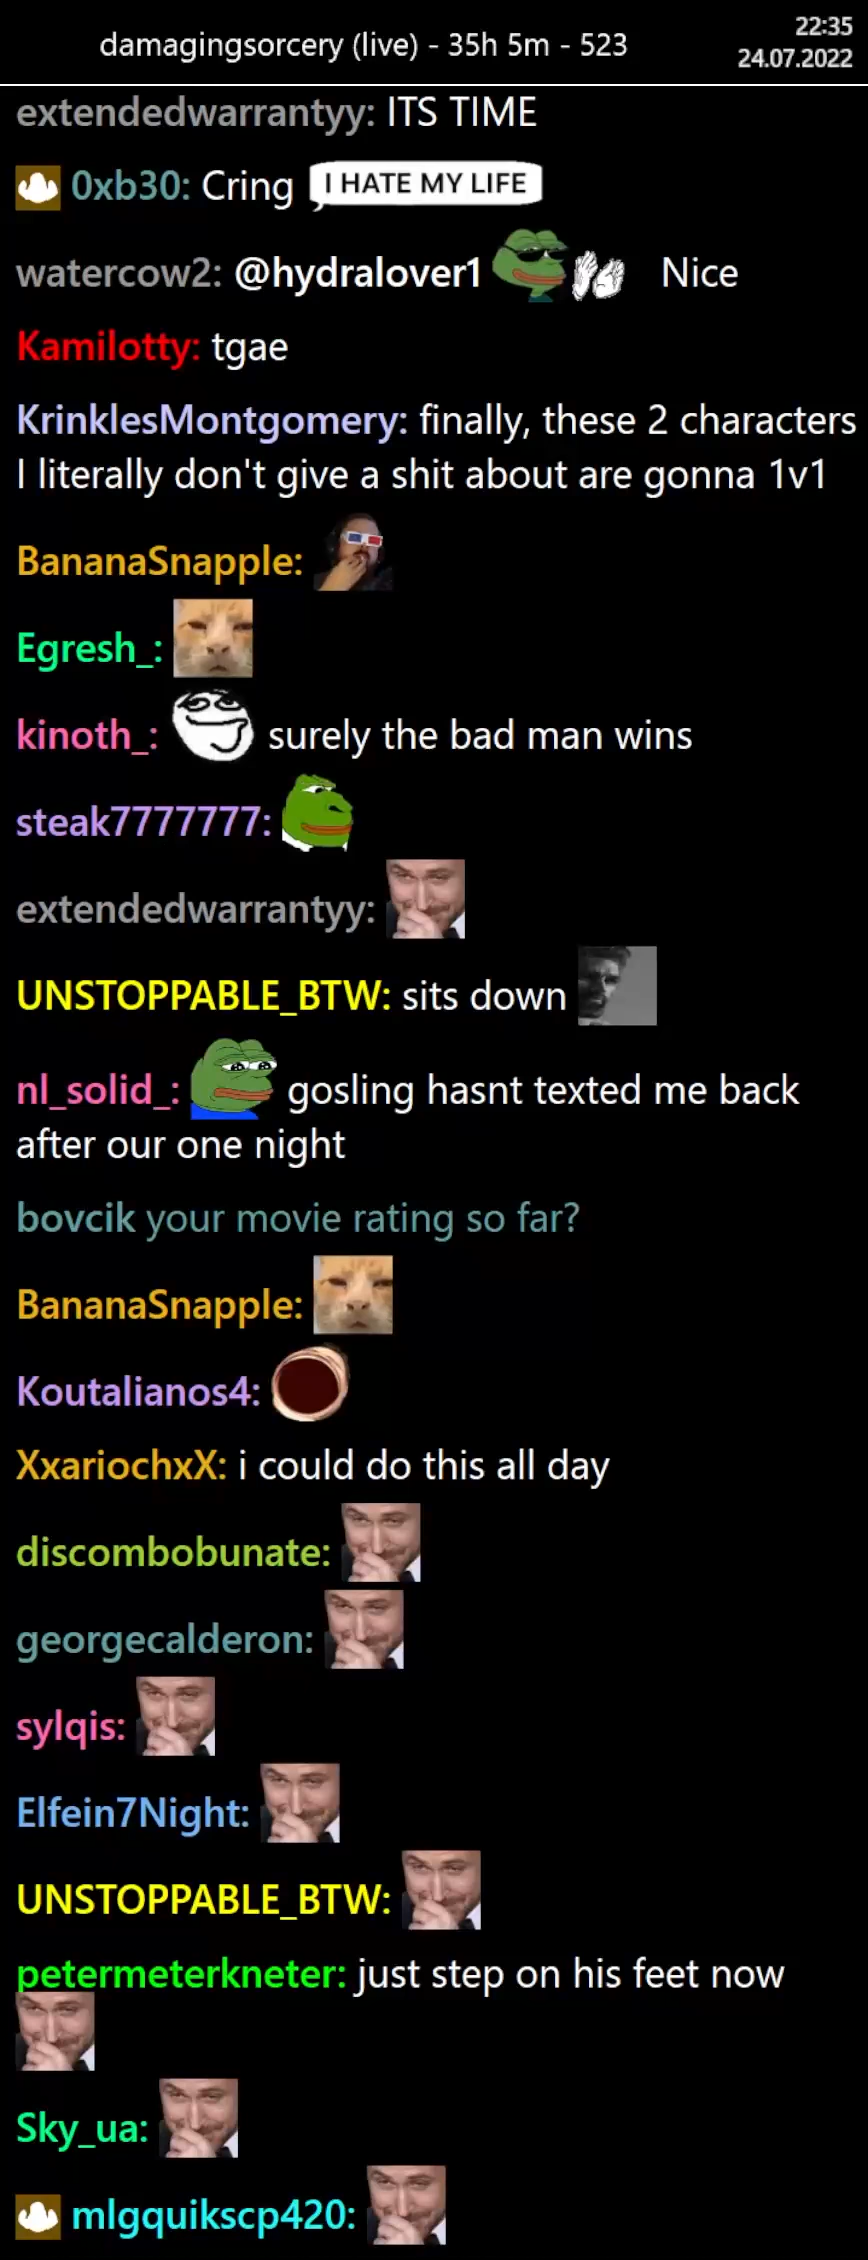 damagingsorcery (live) - 35h 5m - 523
22:35
24.07.2022
extendedwarrantyy: ITS TIME
0xb30: Cring I HATE MY LIFE
watercow2: @hydralover1 Nice
Kamilotty: tgae
KrinklesMontgomery: finally, these 2 characters
I literally don't give a shit about are gonna 1v1
BananaSnapple:
Egresh_:
kinoth_: surely the bad man wins
steak7777777:
extendedwarrantyy:
UNSTOPPABLE_BTW: sits down
nl_solid_: gosling hasnt texted me back
after our one night
bovcik your movie rating so far?
BananaSnapple:
Koutalianos4:
XxariochxX: i could do this all day
discombobunate:
georgecalderon:
sylqis:
Elfein7Night:
UNSTOPPABLE_BTW:
petermeterkneter: just step on his feet now
Sky_ua:
mlgquikscp420: